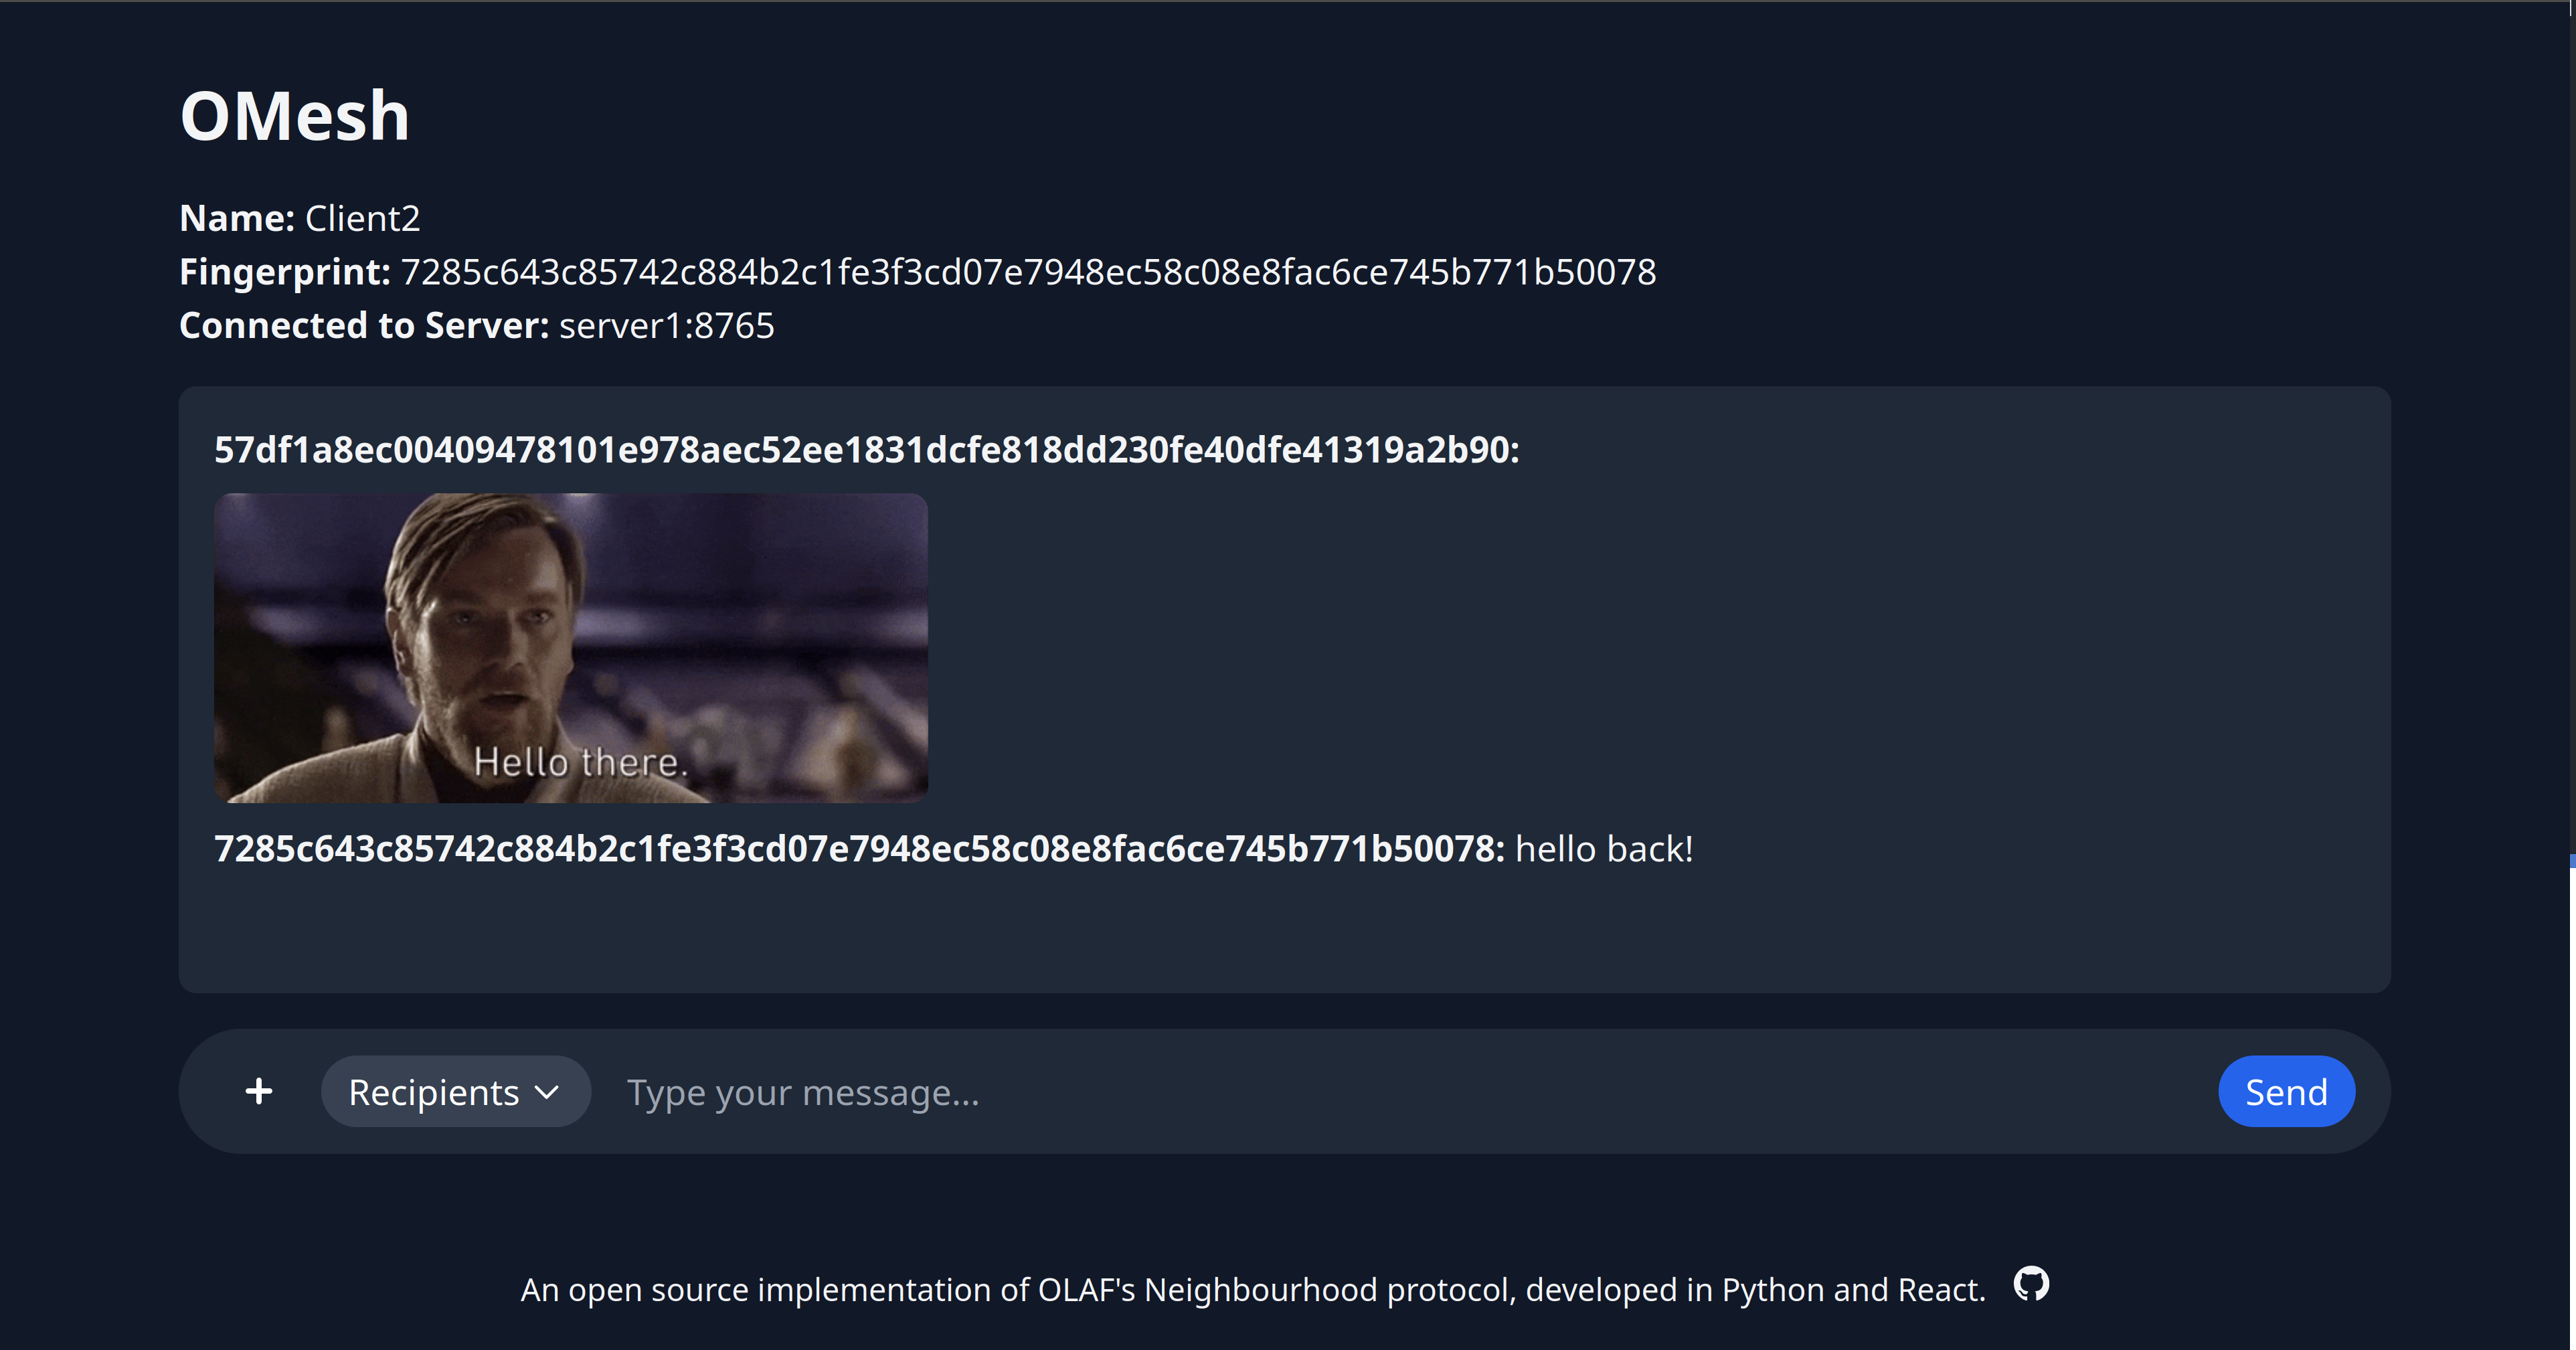 OMesh
Name: Client2
Fingerprint: 7285c643c85742c884b2c1fe3f3cd07e7948ec58c08e8fac6ce745b771b50078
Connected to Server: server1:8765
57df1a8ec00409478101e978aec52ee1831dcfe818dd230fe40dfe41319a2b90:
Hello there.
7285c643c85742c884b2c1fe3f3cd07e7948ec58c08e8fac6ce745b771b50078: hello back!
Recipients Type your message... Send
An open source implementation of OLAF's Neighbourhood protocol, developed in Python and React.